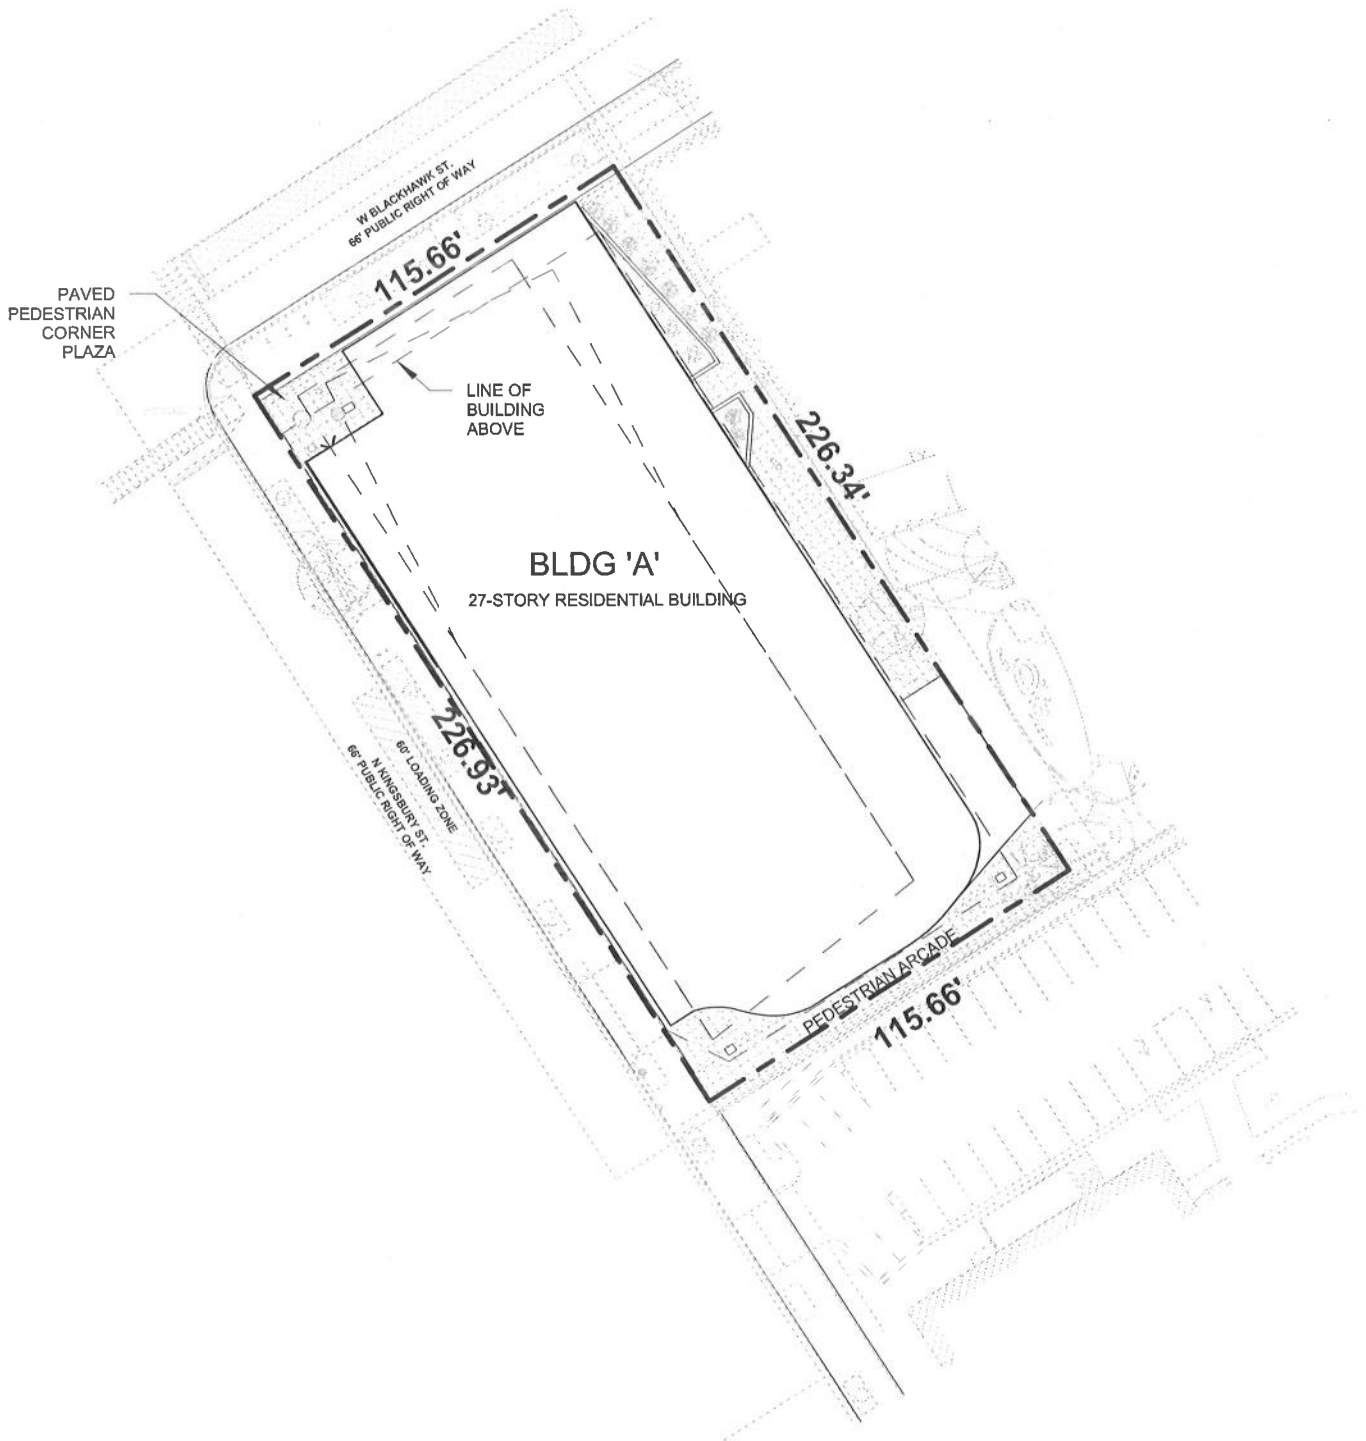 W BLACKHAWK ST.
66' PUBLIC RIGHT OF WAY
115.66'
PAVED
PEDESTRIAN
CORNER
PLAZA
LINE OF
BUILDING
ABOVE
226.34'
BLDG 'A'
27-STORY RESIDENTIAL BUILDING
226.93'
60' LOADING ZONE
N KINGSBURY ST.
66' PUBLIC RIGHT OF WAY
PEDESTRIAN ARCADE
115.66'